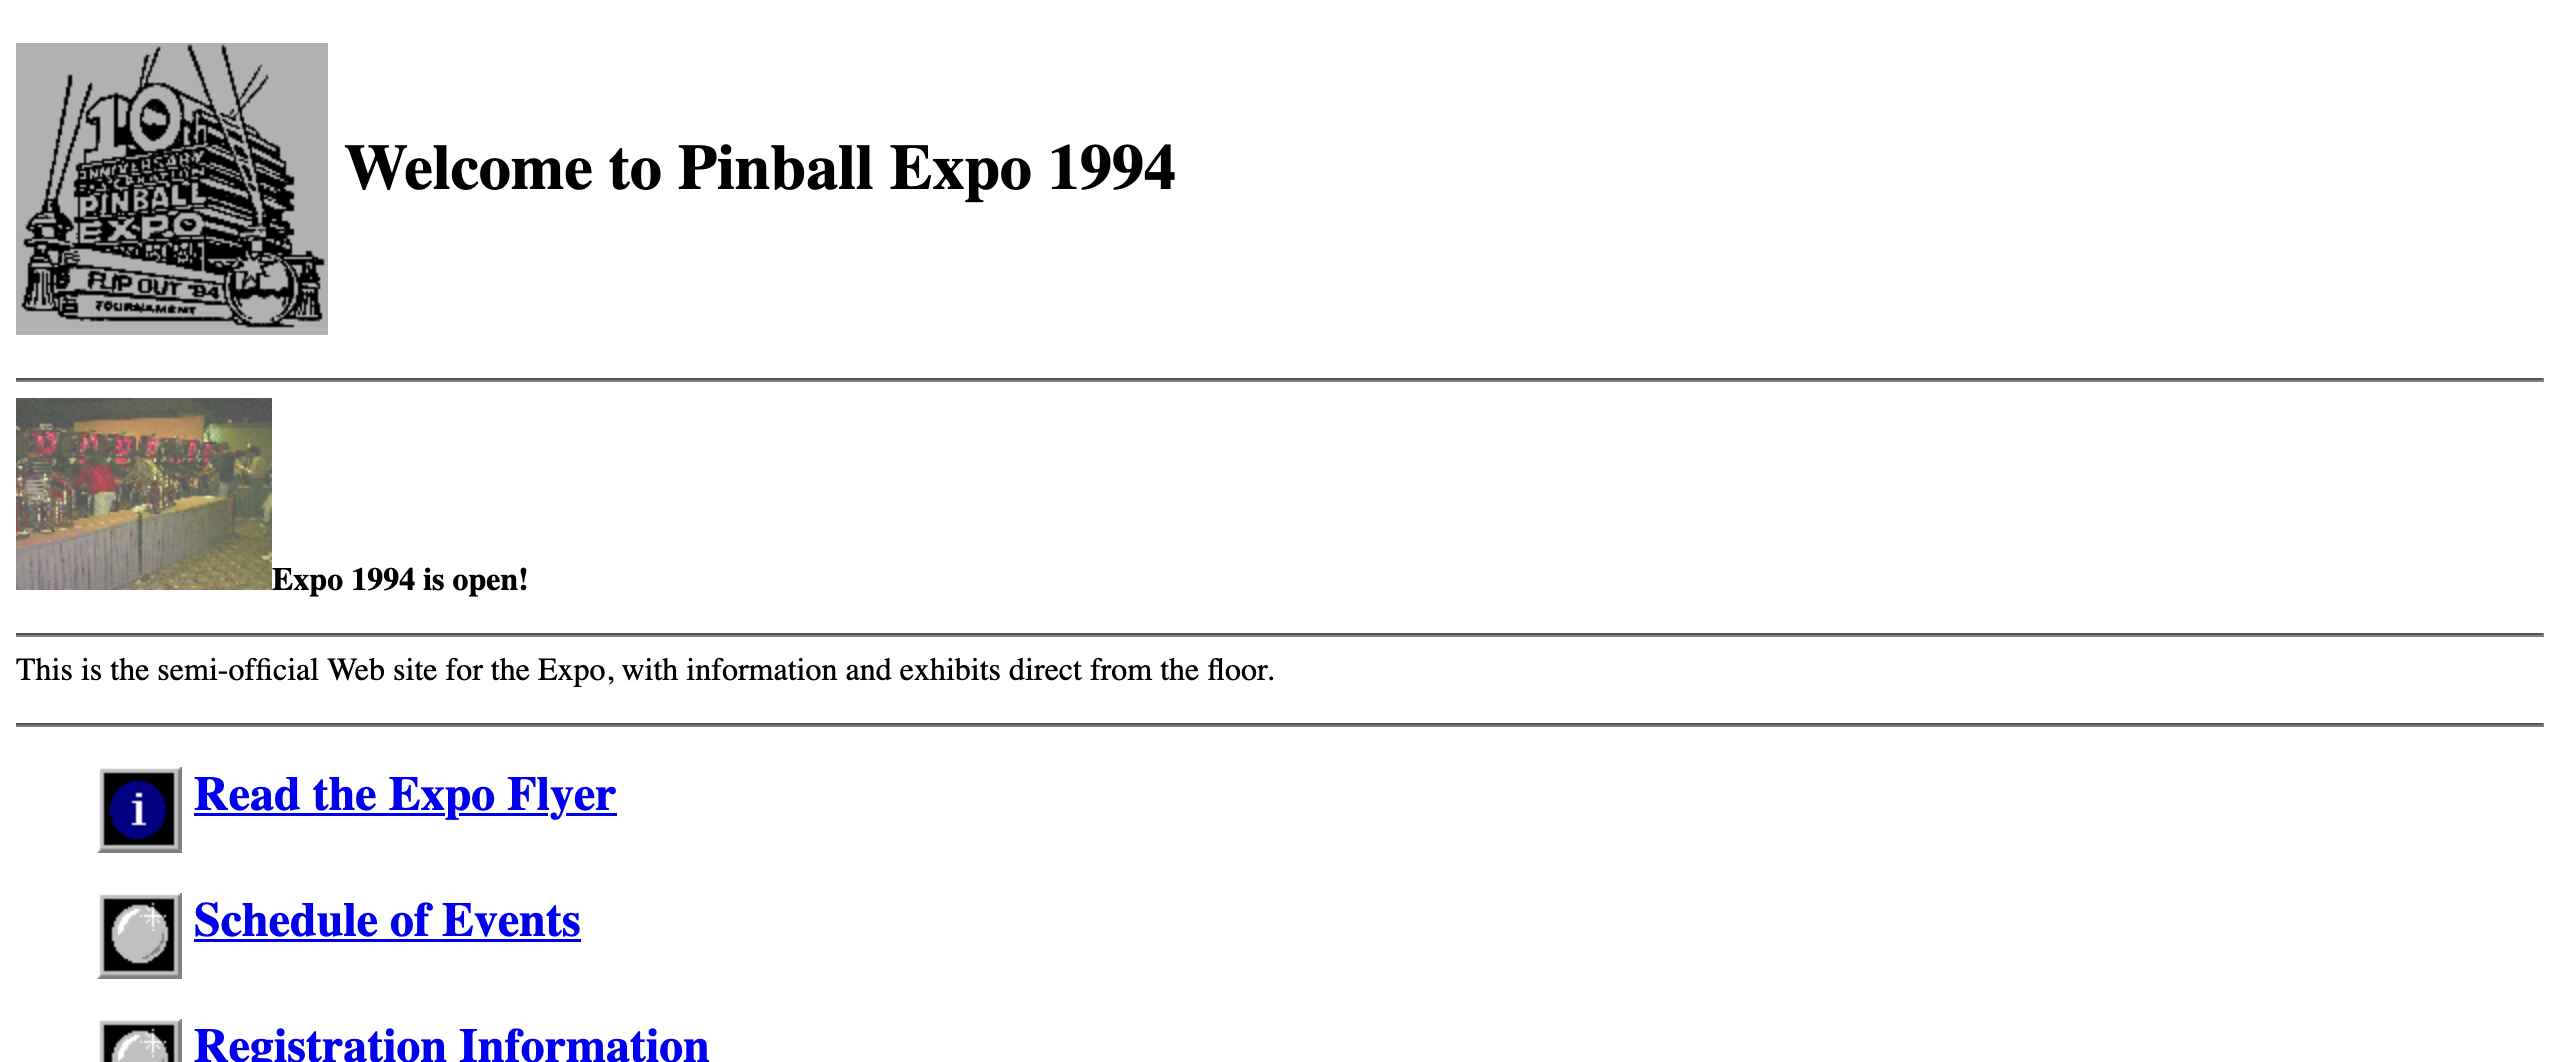 10th
ANNIVERSARY
PINBALL
EXPO
FLIP OUT '94
TOURNAMENT
Welcome to Pinball Expo 1994
Expo 1994 is open!
This is the semi-official Web site for the Expo, with information and exhibits direct from the floor.
i
Read the Expo Flyer
Schedule of Events
Registration Information